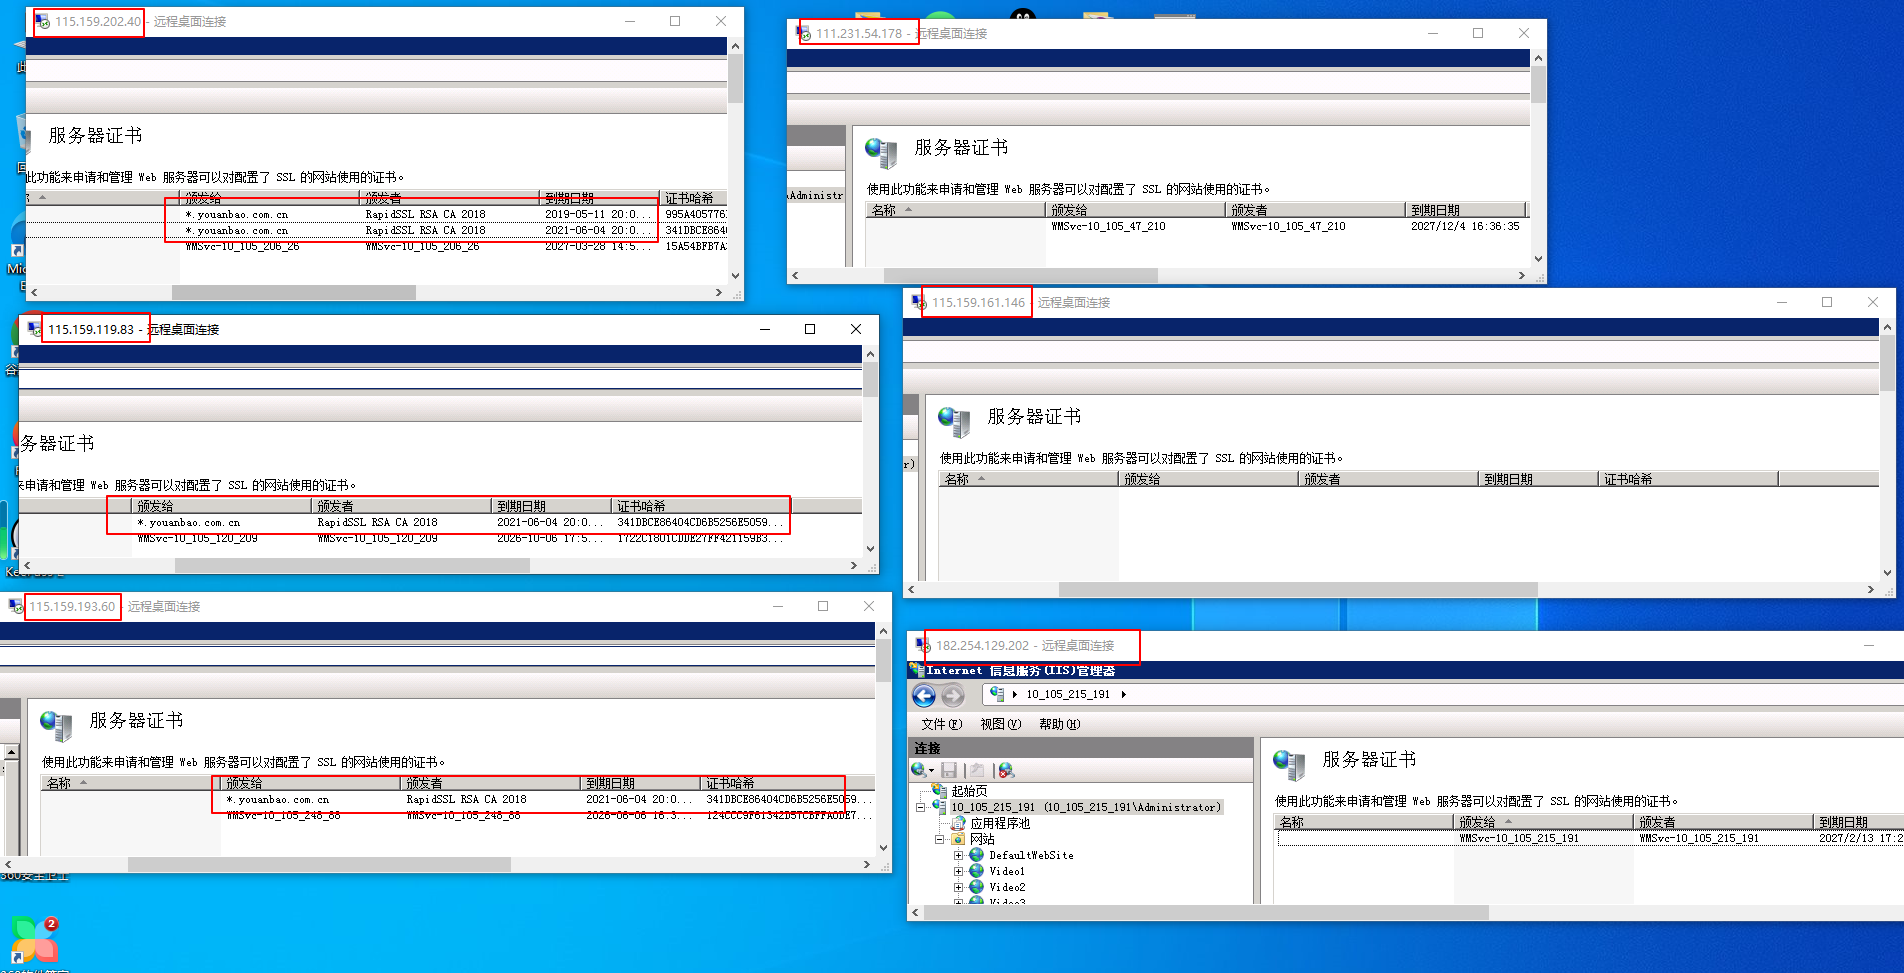 115.159.202.40 - 远程桌面连接
服务器证书
此功能来申请和管理 Web 服务器可以对配置了 SSL 的网站使用的证书。
颁发给 颁发者 到期日期 证书哈希
*.youanbao.com.cn RapidSSL RSA CA 2018 2019-05-11 20:0... 995A405776
*.youanbao.com.cn RapidSSL RSA CA 2018 2021-06-04 20:0... 341DBCE864
WMSvc-10_105_206_26 WMSvc-10_105_206_26 2027-03-28 14:5... 15A54BFB7A
111.231.54.178 - 远程桌面连接
服务器证书
使用此功能来申请和管理 Web 服务器可以对配置了 SSL 的网站使用的证书。
\Administr
名称 颁发给 颁发者 到期日期
WMSvc-10_105_47_210 WMSvc-10_105_47_210 2027/12/4 16:36:35
115.159.119.83 - 远程桌面连接
务器证书
申请和管理 Web 服务器可以对配置了 SSL 的网站使用的证书。
颁发给 颁发者 到期日期 证书哈希
*.youanbao.com.cn RapidSSL RSA CA 2018 2021-06-04 20:0... 341DBCE86404CD6B5256E5059...
WMSvc-10_105_120_209 WMSvc-10_105_120_209 2026-10-06 17:5... 1722C1801CDDE27FF421159B3...
115.159.161.146 - 远程桌面连接
服务器证书
使用此功能来申请和管理 Web 服务器可以对配置了 SSL 的网站使用的证书。
r)
名称 颁发给 颁发者 到期日期 证书哈希
115.159.193.60 - 远程桌面连接
服务器证书
使用此功能来申请和管理 Web 服务器可以对配置了 SSL 的网站使用的证书。
名称 颁发给 颁发者 到期日期 证书哈希
*.youanbao.com.cn RapidSSL RSA CA 2018 2021-06-04 20:0... 341DBCE86404CD6B5256E5059...
WMSvc-10_105_248_88 WMSvc-10_105_248_88 2026-06-06 16:3... 124CCC9F61342D57CBFFA0DE7...
182.254.129.202 - 远程桌面连接
Internet 信息服务(IIS)管理器
10_105_215_191
文件(F) 视图(V) 帮助(H)
连接
起始页
10_105_215_191 (10_105_215_191\Administrator)
应用程序池
网站
DefaultWebSite
Video1
Video2
Video3
服务器证书
使用此功能来申请和管理 Web 服务器可以对配置了 SSL 的网站使用的证书。
名称 颁发给 颁发者 到期日期
WMSvc-10_105_215_191 WMSvc-10_105_215_191 2027/2/13 17:2
2